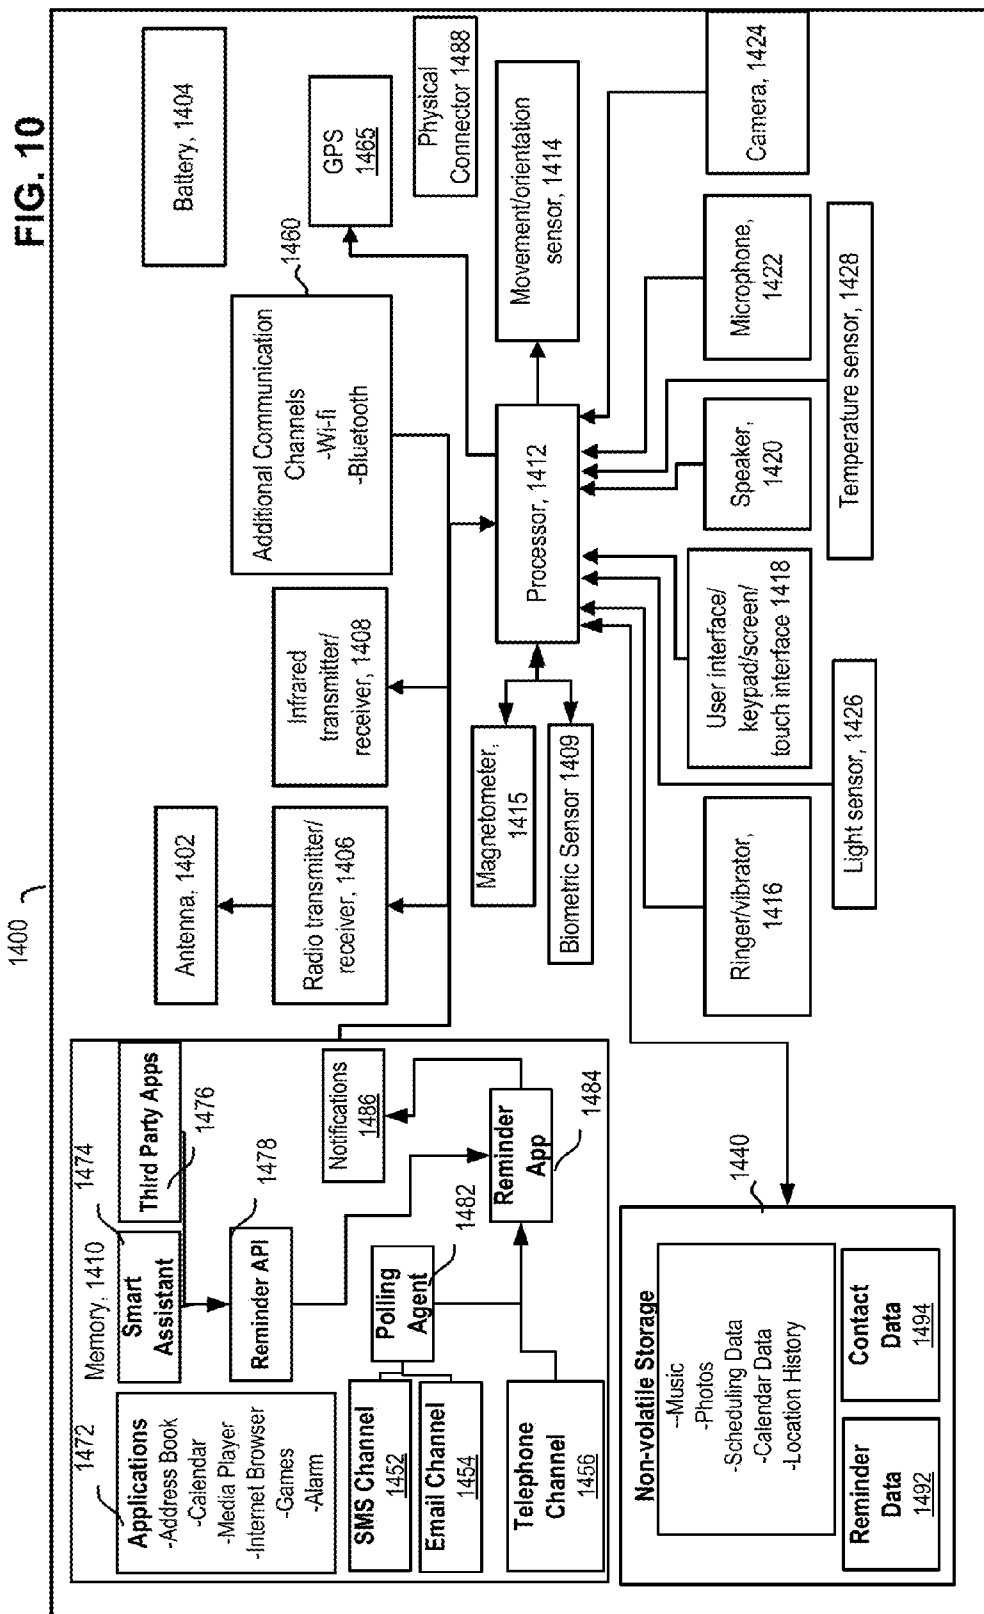 FIG. 10
1400
Memory, 1410
1472
Applications
-Address Book
-Calendar
-Media Player
-Internet Browser
-Games
-Alarm
Smart
Assistant
1474
Third Party Apps
1476
Reminder API
1478
SMS Channel
1452
Email Channel
1454
Telephone
Channel
1456
Polling
Agent
1482
Notifications
1486
Reminder
App
1484
Antenna, 1402
Radio transmitter/
receiver, 1406
Infrared
transmitter/
receiver, 1408
Additional Communication
Channels
-Wi-fi
-Bluetooth
1460
Battery, 1404
GPS
1465
Physical
Connector 1488
Magnetometer,
1415
Biometric Sensor 1409
Processor, 1412
Movement/orientation
sensor, 1414
1440
Non-volatile Storage
--Music
-Photos
-Scheduling Data
-Calendar Data
-Location History
Reminder
Data
1492
Contact
Data
1494
Ringer/vibrator,
1416
User interface/
keypad/screen/
touch interface 1418
Speaker,
1420
Microphone,
1422
Camera, 1424
Light sensor, 1426
Temperature sensor, 1428